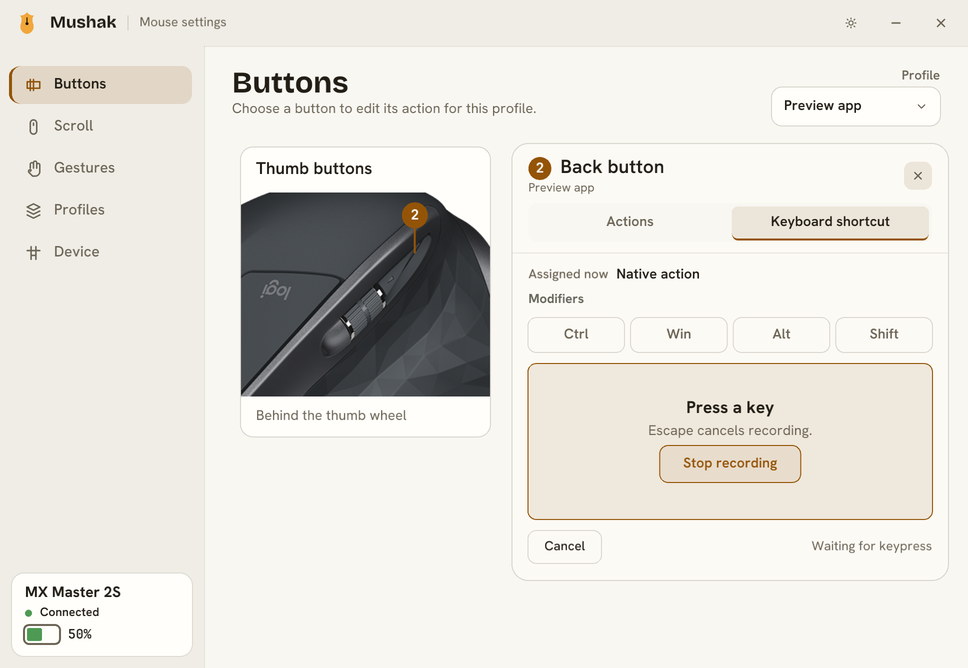 Mushak
Mouse settings
Buttons
Scroll
Gestures
Profiles
Device
MX Master 2S
Connected
50%
Buttons
Choose a button to edit its action for this profile.
Profile
Preview app
Thumb buttons
2
logi
Behind the thumb wheel
2 Back button
Preview app
Actions Keyboard shortcut
Assigned now Native action
Modifiers
Ctrl Win Alt Shift
Press a key
Escape cancels recording.
Stop recording
Cancel Waiting for keypress